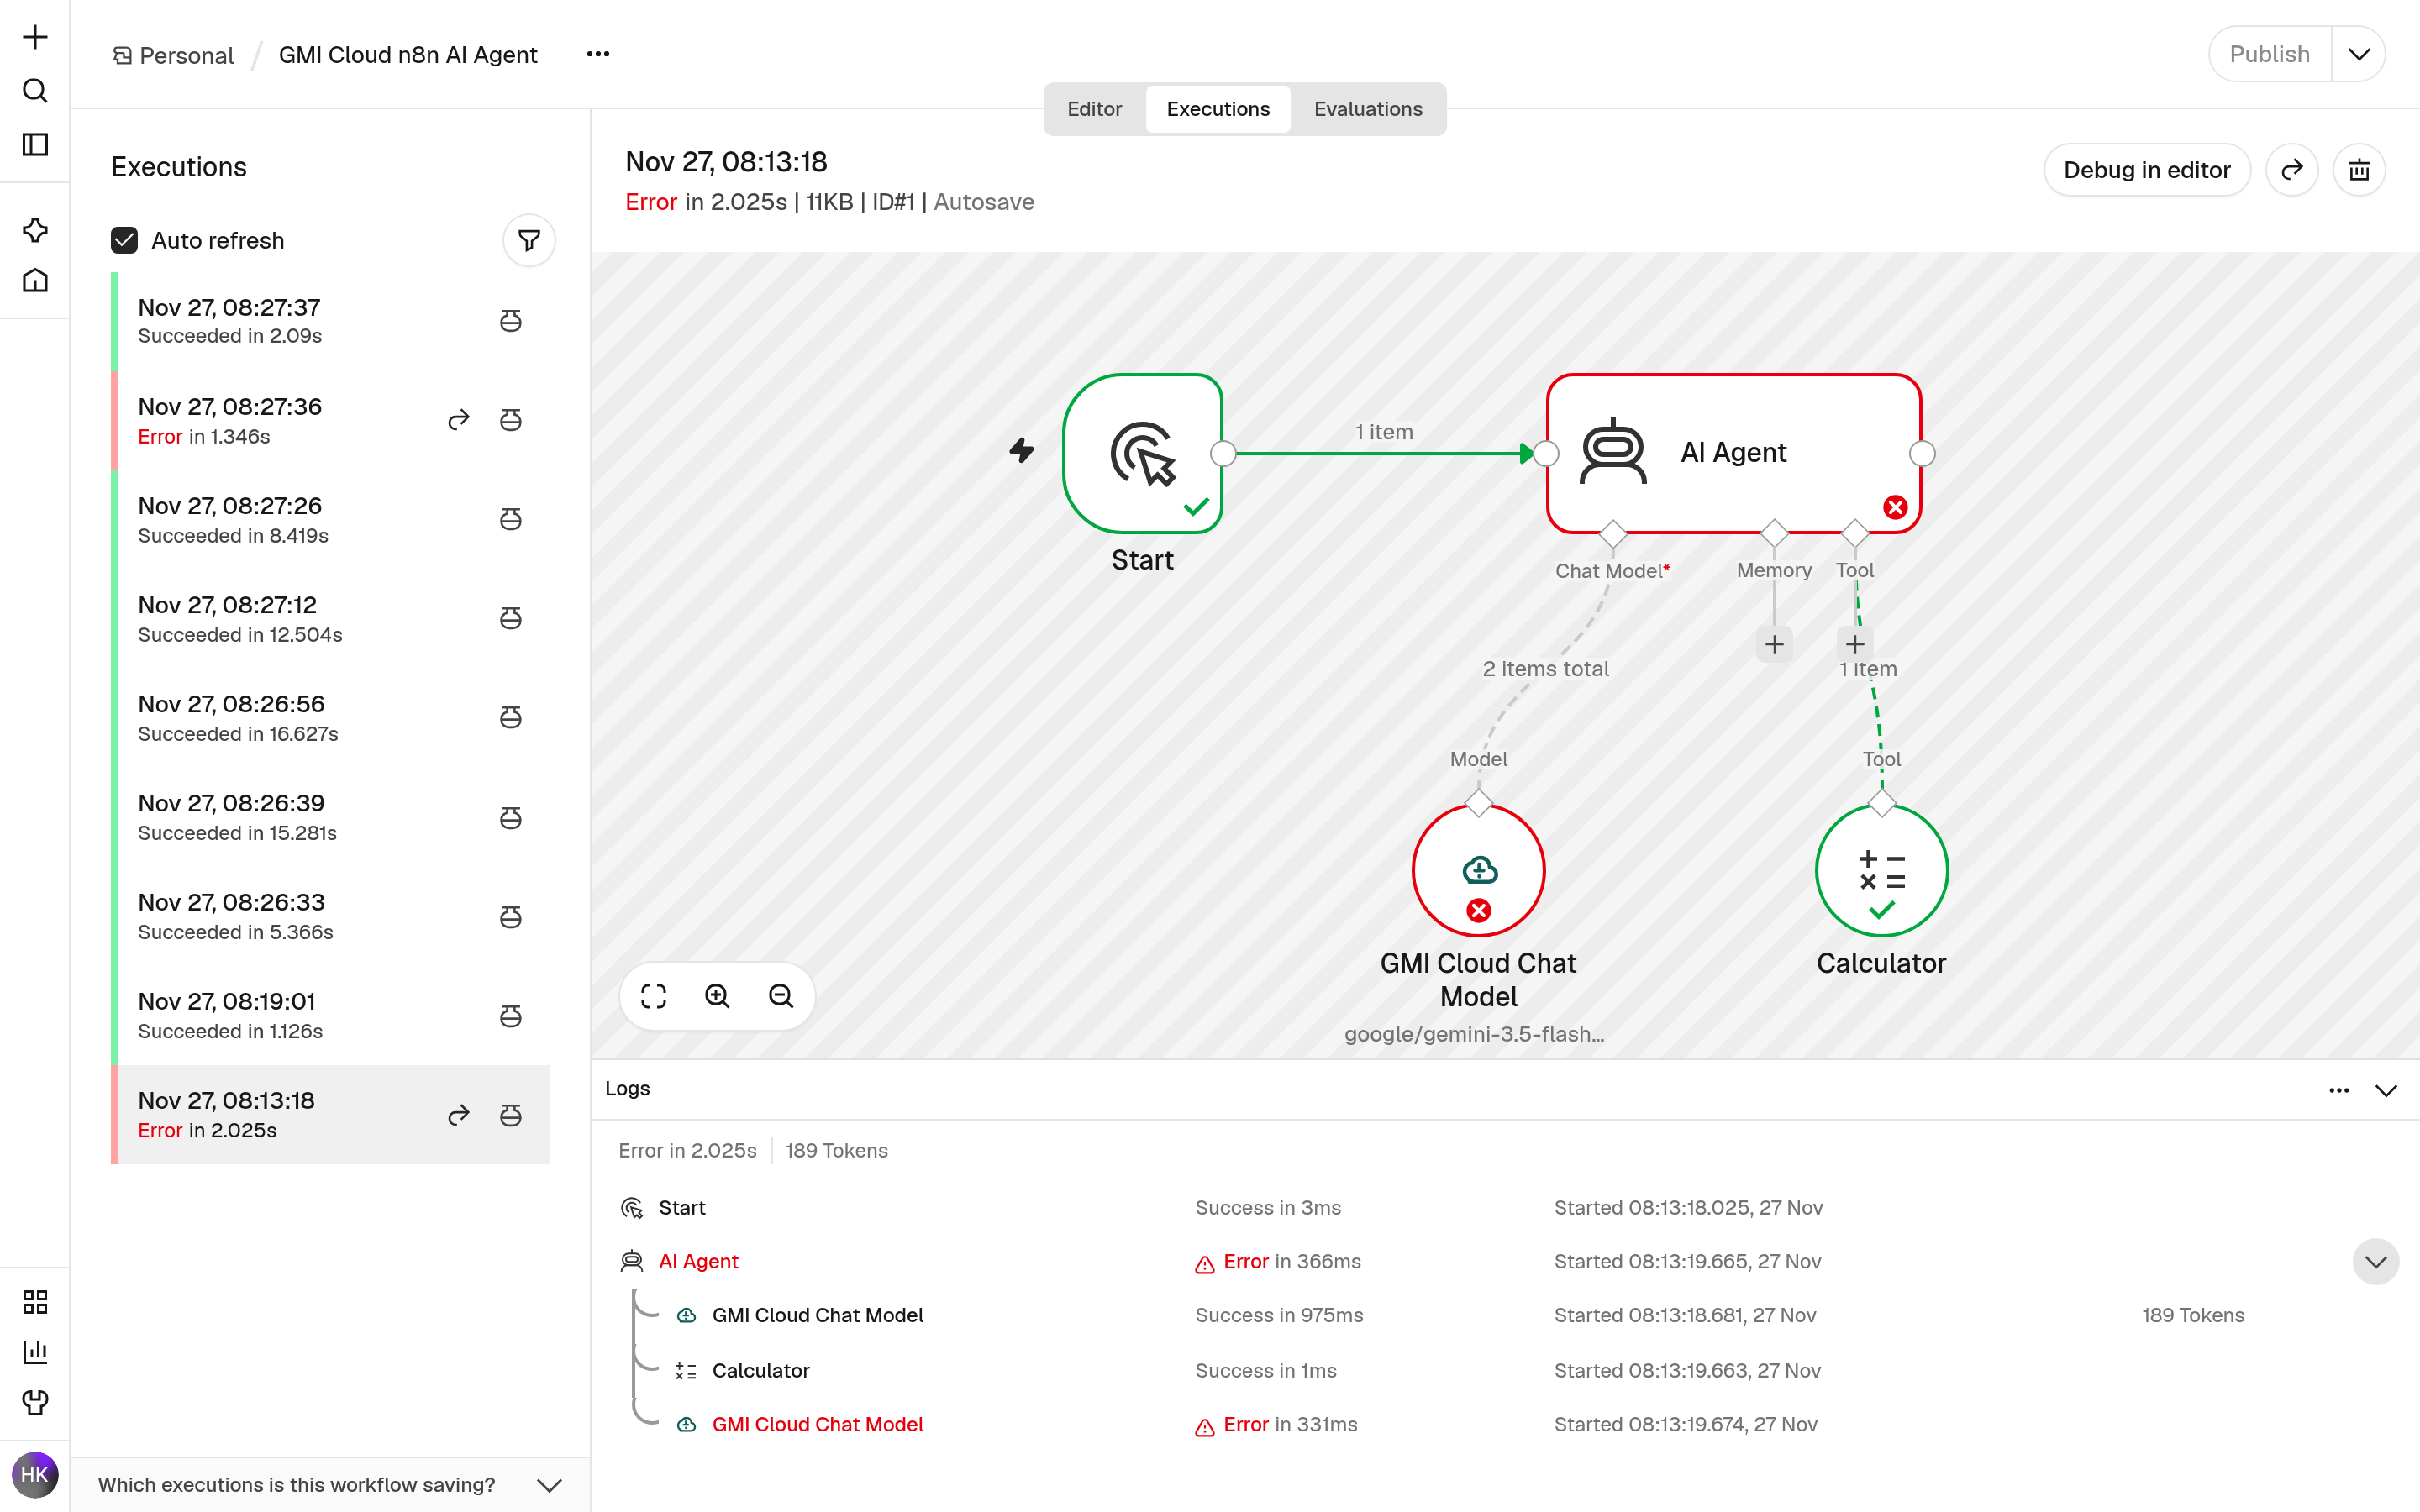 Personal / GMI Cloud n8n AI Agent
Publish
Editor
Executions
Evaluations
Executions
Auto refresh
Nov 27, 08:27:37
Succeeded in 2.09s
Nov 27, 08:27:36
Error in 1.346s
Nov 27, 08:27:26
Succeeded in 8.419s
Nov 27, 08:27:12
Succeeded in 12.504s
Nov 27, 08:26:56
Succeeded in 16.627s
Nov 27, 08:26:39
Succeeded in 15.281s
Nov 27, 08:26:33
Succeeded in 5.366s
Nov 27, 08:19:01
Succeeded in 1.126s
Nov 27, 08:13:18
Error in 2.025s
Which executions is this workflow saving?
HK
Nov 27, 08:13:18
Error in 2.025s | 11KB | ID#1 | Autosave
Debug in editor
1 item
AI Agent
Start
Chat Model*
Memory
Tool
2 items total
1 item
Model
Tool
GMI Cloud Chat
Model
google/gemini-3.5-flash...
Calculator
Logs
Error in 2.025s
189 Tokens
Start Success in 3ms Started 08:13:18.025, 27 Nov
AI Agent Error in 366ms Started 08:13:19.665, 27 Nov
GMI Cloud Chat Model Success in 975ms Started 08:13:18.681, 27 Nov 189 Tokens
Calculator Success in 1ms Started 08:13:19.663, 27 Nov
GMI Cloud Chat Model Error in 331ms Started 08:13:19.674, 27 Nov